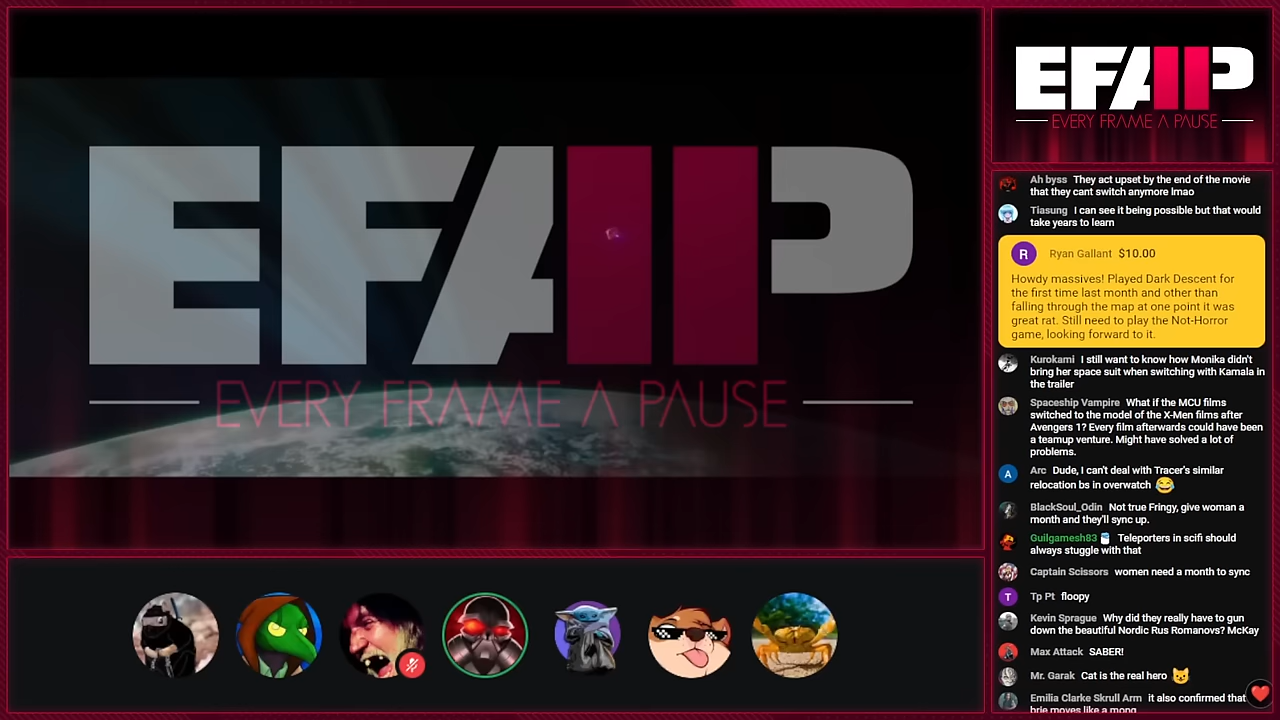 EFAP
EVERY FRAME A PAUSE
EFAP
EVERY FRAME A PAUSE
Ah byss They act upset by the end of the movie
that they cant switch anymore lmao
Tiasung I can see it being possible but that would
take years to learn
R
Ryan Gallant $10.00
Howdy massives! Played Dark Descent for
the first time last month and other than
falling through the map at one point it was
great rat. Still need to play the Not-Horror
game, looking forward to it.
Kurokami I still want to know how Monika didn't
bring her space suit when switching with Kamala in
the trailer
Spaceship Vampire What if the MCU films
switched to the model of the X-Men films after
Avengers 1? Every film afterwards could have been
a teamup venture. Might have solved a lot of
problems.
A
Arc Dude, I can't deal with Tracer's similar
relocation bs in overwatch 😂
BlackSoul_Odin Not true Fringy, give woman a
month and they'll sync up.
Guilgamesh83 Teleporters in scifi should
always stuggle with that
Captain Scissors women need a month to sync
T
Tp Pt floopy
Kevin Sprague Why did they really have to gun
down the beautiful Nordic Rus Romanovs? McKay
Max Attack SABER!
Mr. Garak Cat is the real hero 😼
Emilia Clarke Skrull Arm it also confirmed that
brie moves like a mong